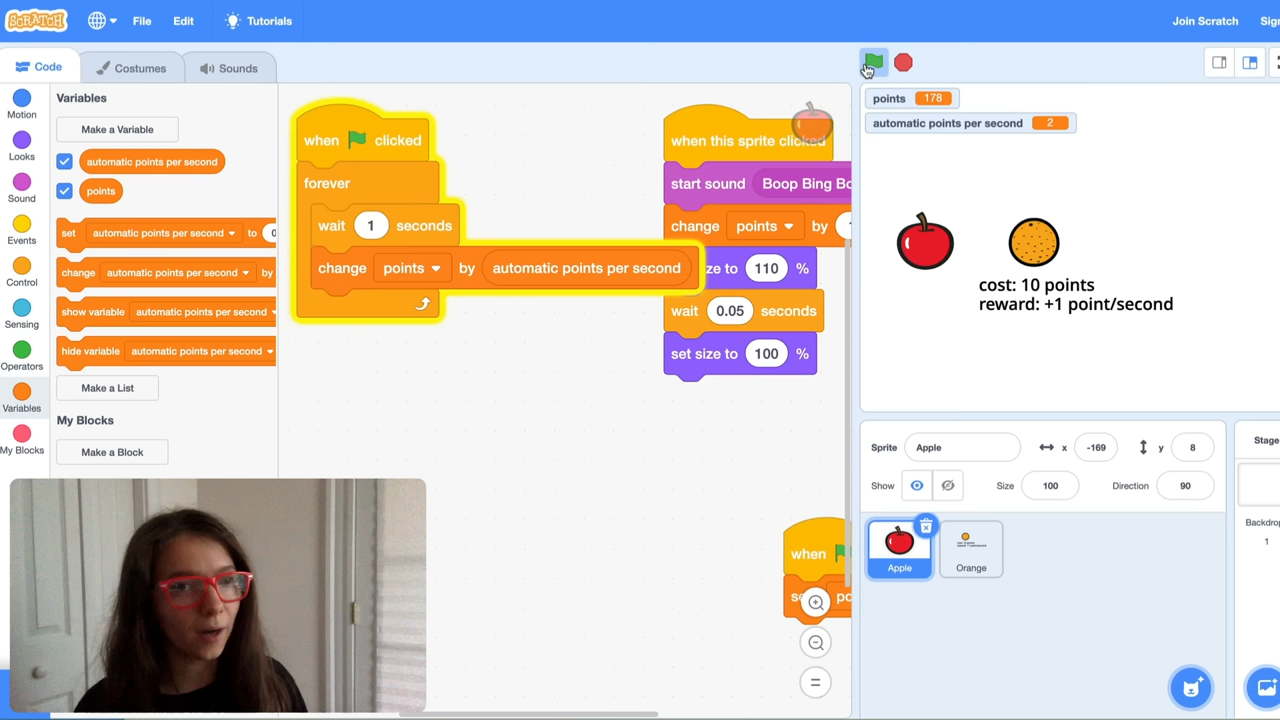 SCRATCH
File
Edit
Tutorials
Join Scratch
Code
Costumes
Sounds
Motion
Looks
Sound
Events
Control
Sensing
Operators
Variables
My Blocks
Variables
Make a Variable
automatic points per second
points
set automatic points per second to 0
change automatic points per second by
show variable automatic points per second
hide variable automatic points per second
Make a List
My Blocks
Make a Block
when clicked
forever
wait 1 seconds
change points by automatic points per second
when this sprite clicked
start sound Boop Bing
change points by
to 110 %
wait 0.05 seconds
set size to 100 %
when
points 178
automatic points per second 2
cost: 10 points
reward: +1 point/second
Sprite Apple x -169 y 8
Show Size 100 Direction 90
Apple
Orange
Stage
1